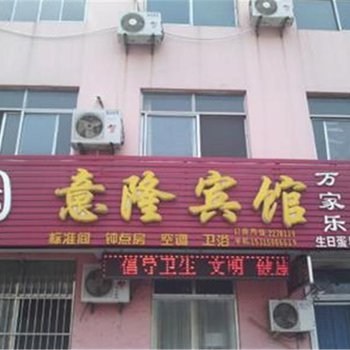 意隆宾馆
标准间 钟点房 空调 卫浴
万家乐
生日蛋
倡导卫生 文明 健康